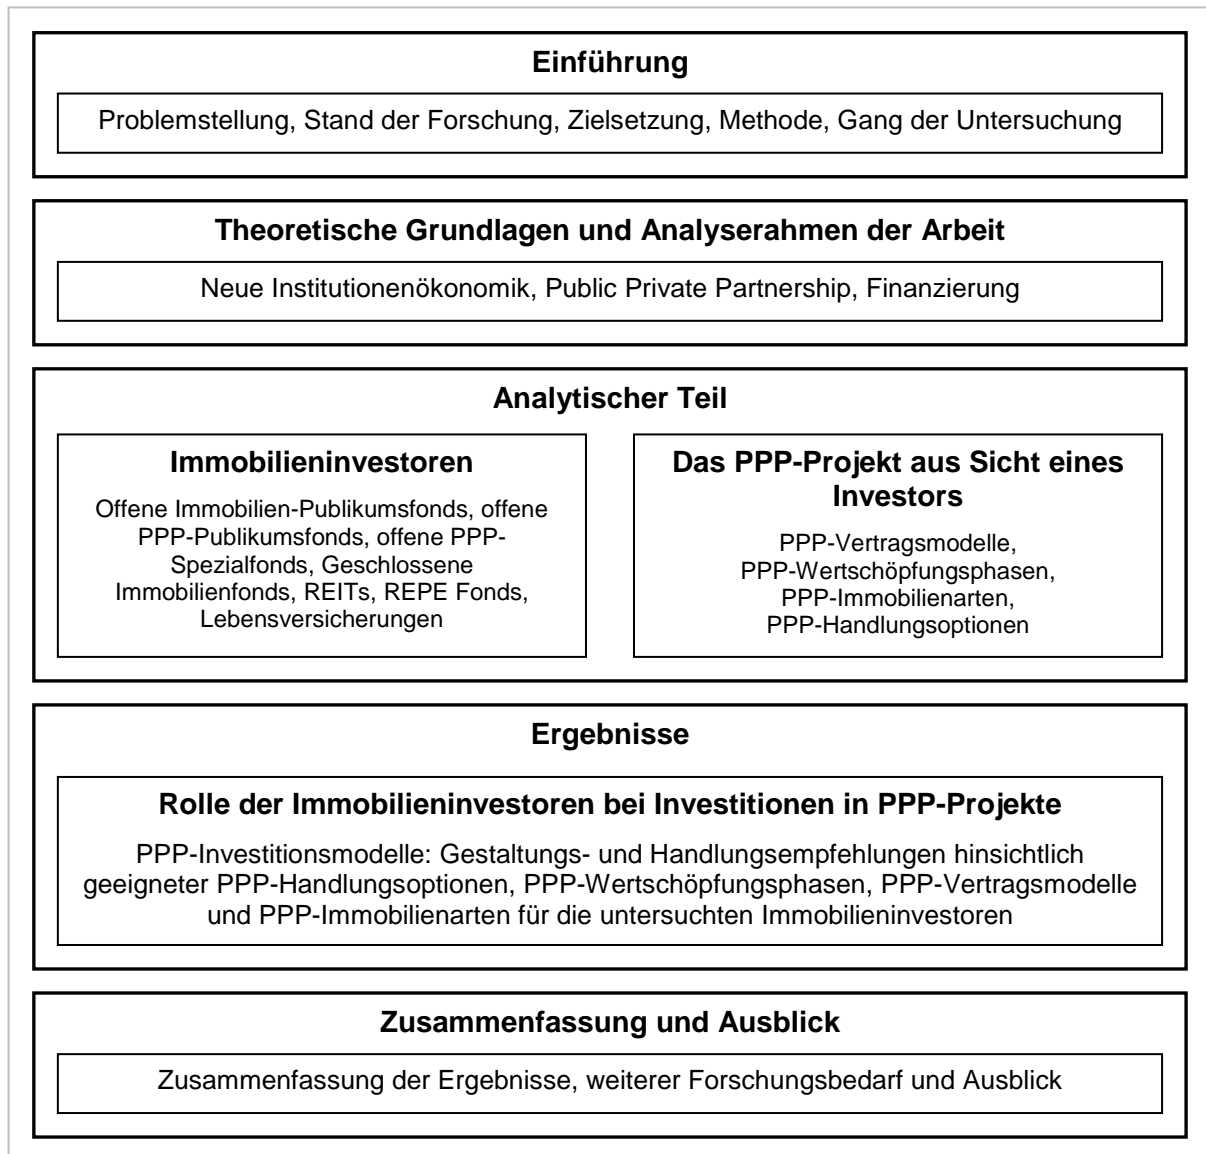 Einführung
Problemstellung, Stand der Forschung, Zielsetzung, Methode, Gang der Untersuchung
Theoretische Grundlagen und Analyserahmen der Arbeit
Neue Institutionenökonomik, Public Private Partnership, Finanzierung
Analytischer Teil
Immobilieninvestoren
Offene Immobilien-Publikumsfonds, offene
PPP-Publikumsfonds, offene PPP-
Spezialfonds, Geschlossene
Immobilienfonds, REITs, REPE Fonds,
Lebensversicherungen
Das PPP-Projekt aus Sicht eines
Investors
PPP-Vertragsmodelle,
PPP-Wertschöpfungsphasen,
PPP-Immobilienarten,
PPP-Handlungsoptionen
Ergebnisse
Rolle der Immobilieninvestoren bei Investitionen in PPP-Projekte
PPP-Investitionsmodelle: Gestaltungs- und Handlungsempfehlungen hinsichtlich
geeigneter PPP-Handlungsoptionen, PPP-Wertschöpfungsphasen, PPP-Vertragsmodelle
und PPP-Immobilienarten für die untersuchten Immobilieninvestoren
Zusammenfassung und Ausblick
Zusammenfassung der Ergebnisse, weiterer Forschungsbedarf und Ausblick